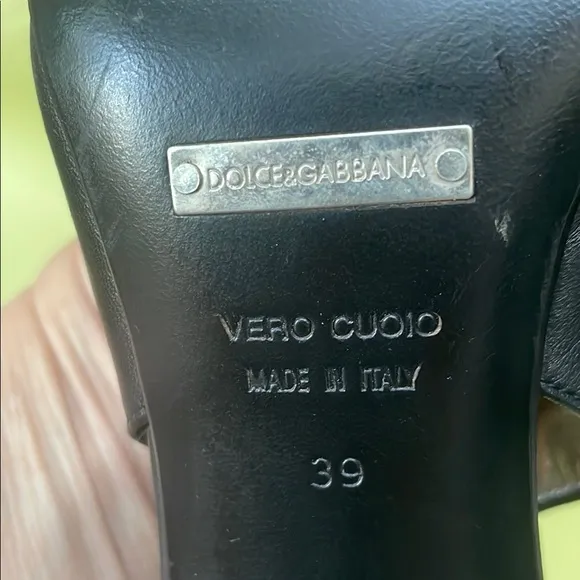 DOLCE&GABBANA
VERO CUOIO
MADE IN ITALY
39